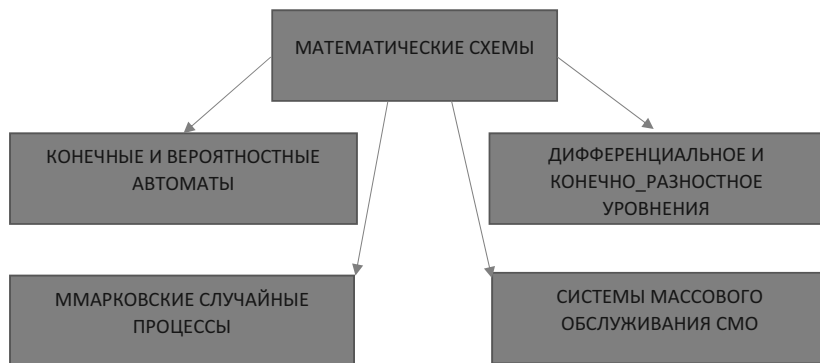 МАТЕМАТИЧЕСКИЕ СХЕМЫ
КОНЕЧНЫЕ И ВЕРОЯТНОСТНЫЕ
АВТОМАТЫ
ДИФФЕРЕНЦИАЛЬНОЕ И
КОНЕЧНО_РАЗНОСТНОЕ
УРОВНЕНИЯ
ММАРКОВСКИЕ СЛУЧАЙНЫЕ
ПРОЦЕССЫ
СИСТЕМЫ МАССОВОГО
ОБСЛУЖИВАНИЯ СМО